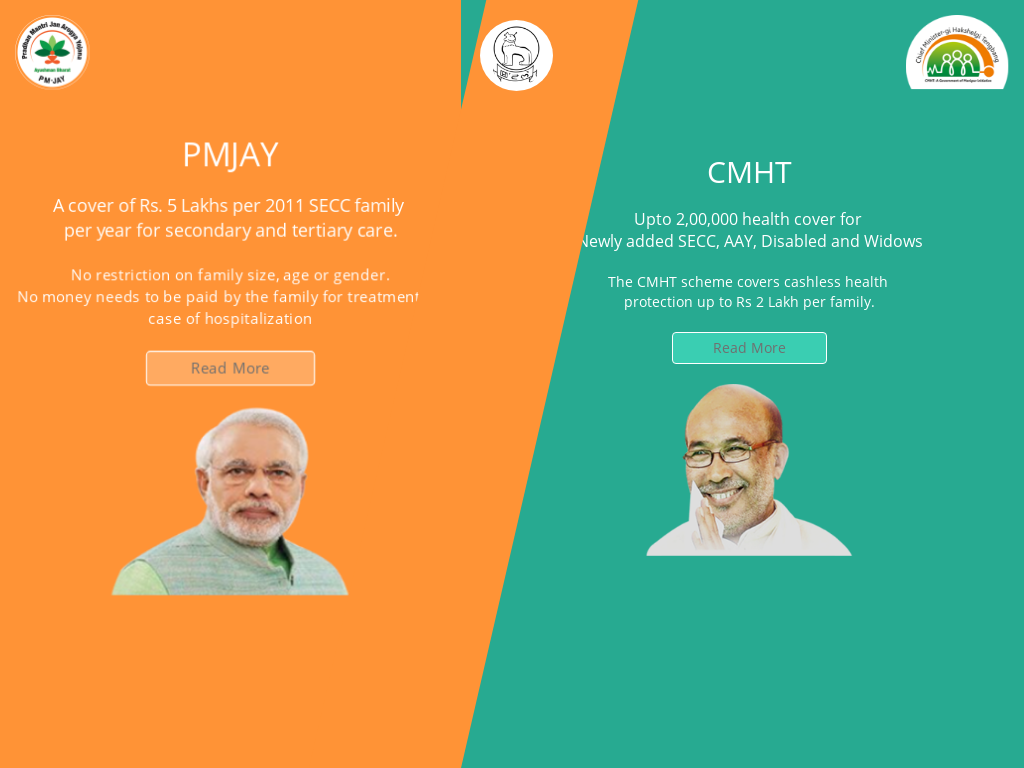 Pradhan Mantri Jan Arogya Yojana
Ayushman Bharat
PM-JAY
Chief Minister-gi Hakshelgi Tengbang
CMHT: A Government of Manipur Initiative
PMJAY
A cover of Rs. 5 Lakhs per 2011 SECC family
per year for secondary and tertiary care.
No restriction on family size, age or gender.
No money needs to be paid by the family for treatment
case of hospitalization
Read More
CMHT
Upto 2,00,000 health cover for
Newly added SECC, AAY, Disabled and Widows
The CMHT scheme covers cashless health
protection up to Rs 2 Lakh per family.
Read More